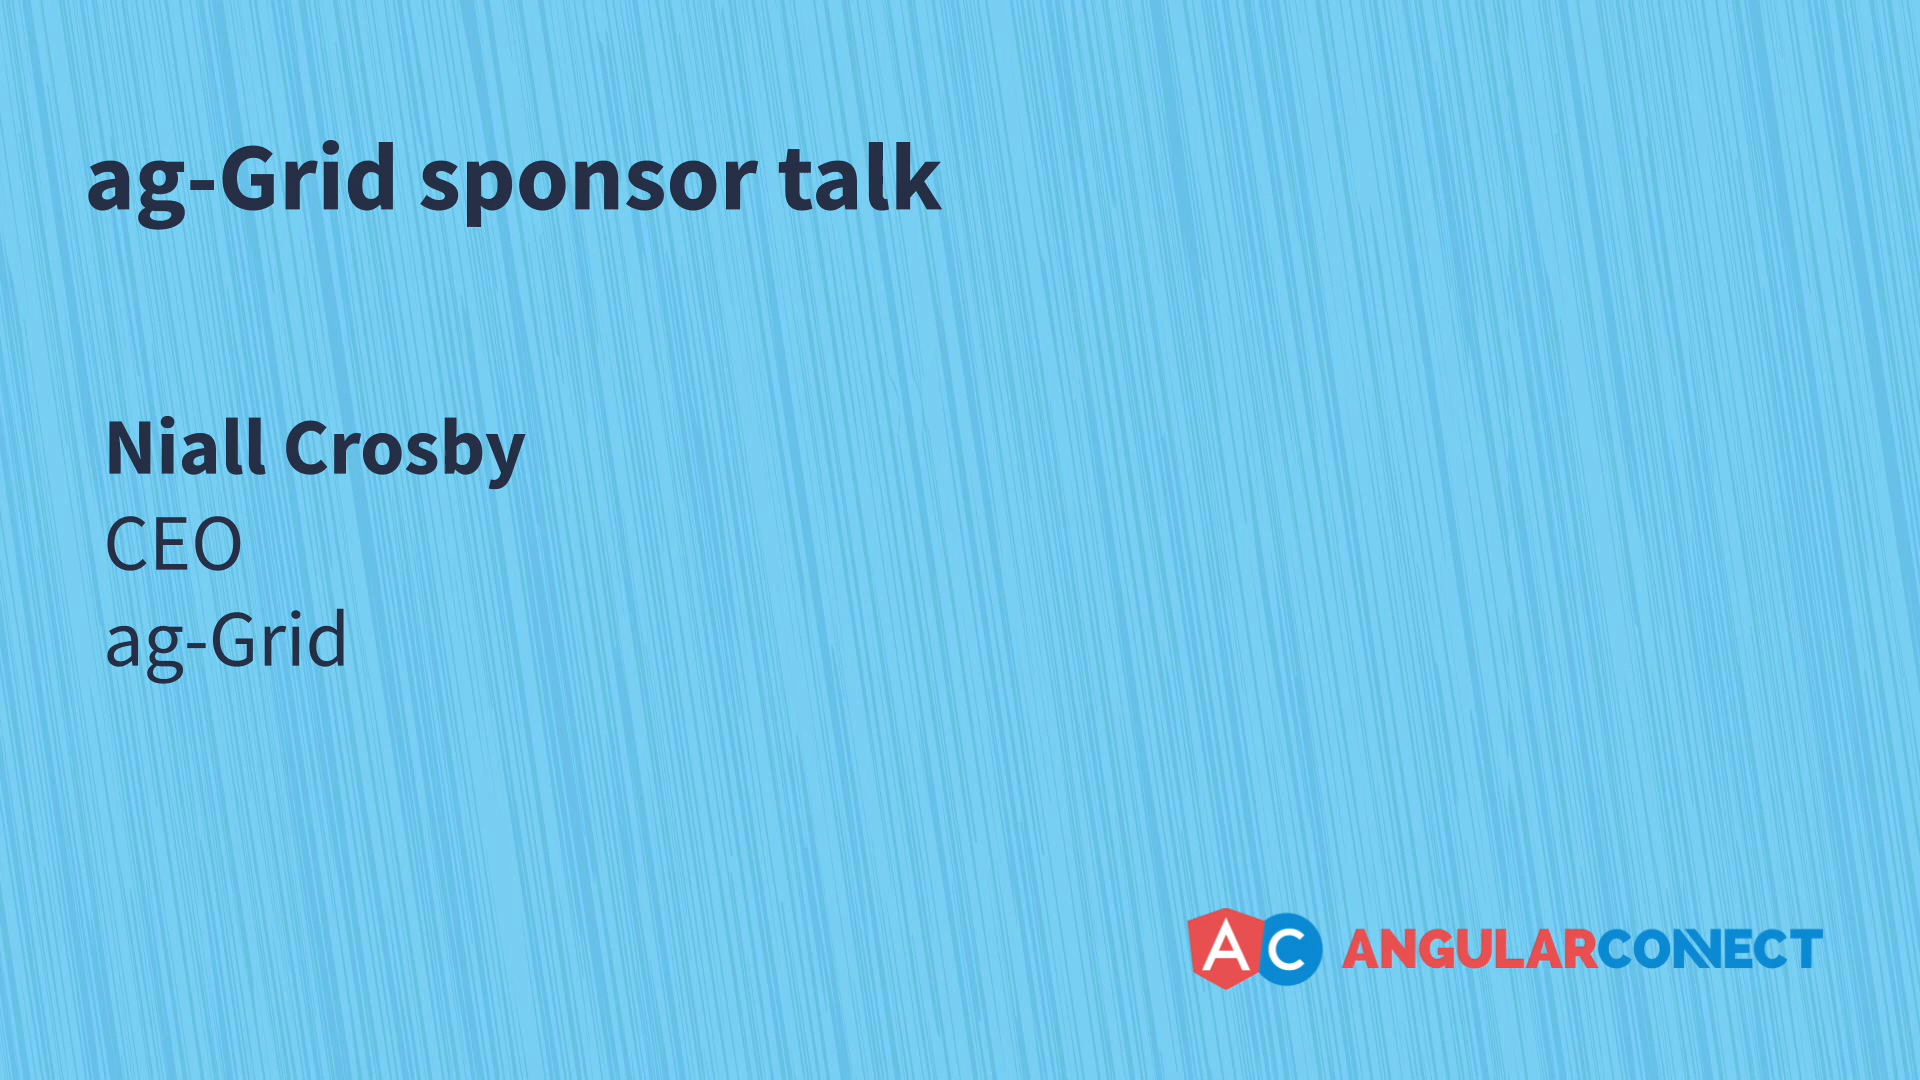 ag-Grid sponsor talk
Niall Crosby
CEO
ag-Grid
AC ANGULARCONNECT